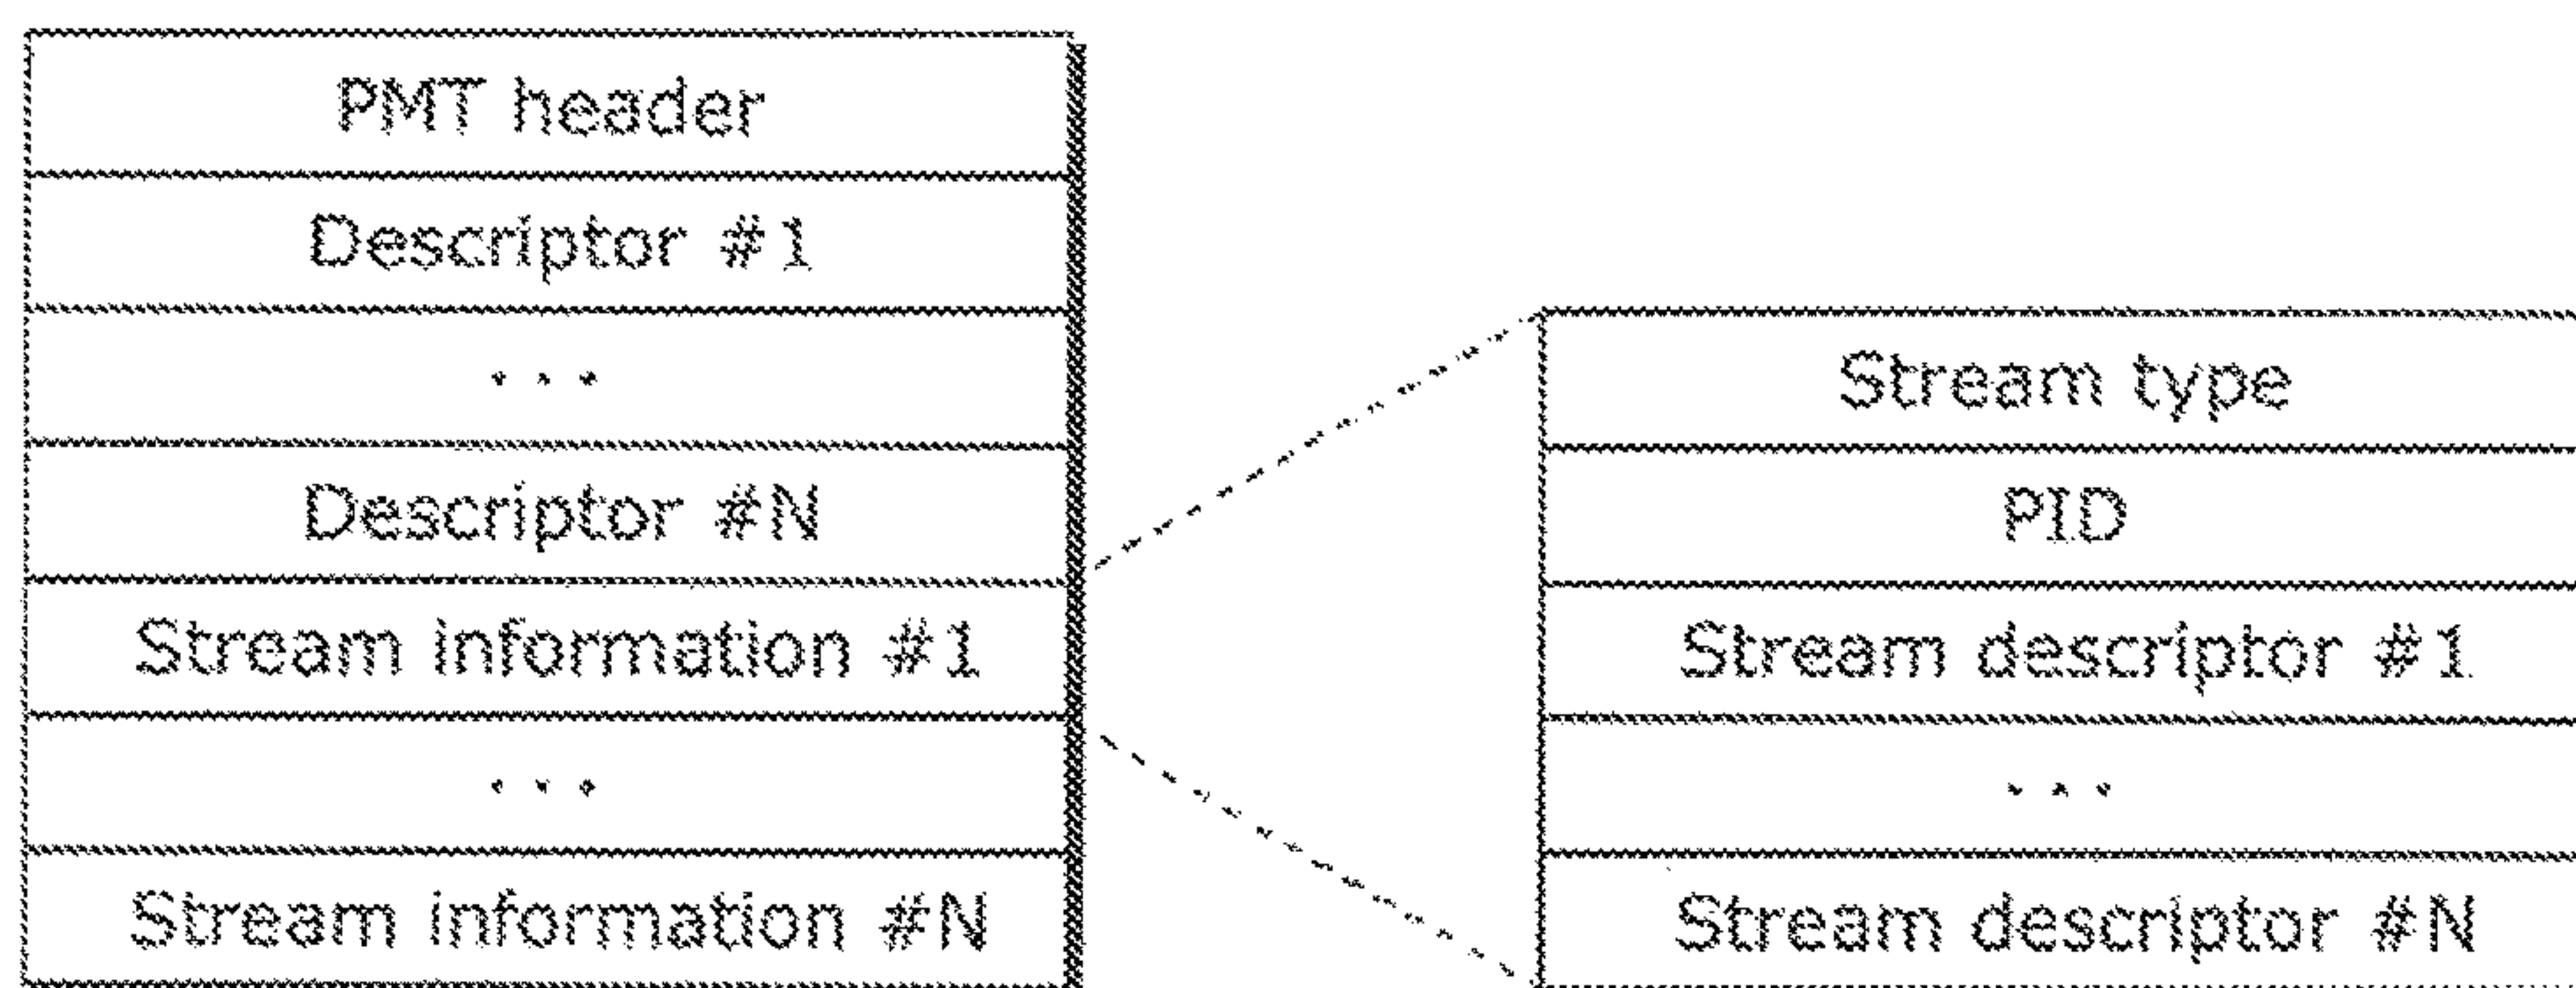 PMT header
Descriptor #1
...
Descriptor #N
Stream information #1
...
Stream information #N
Stream type
PID
Stream descriptor #1
...
Stream descriptor #N